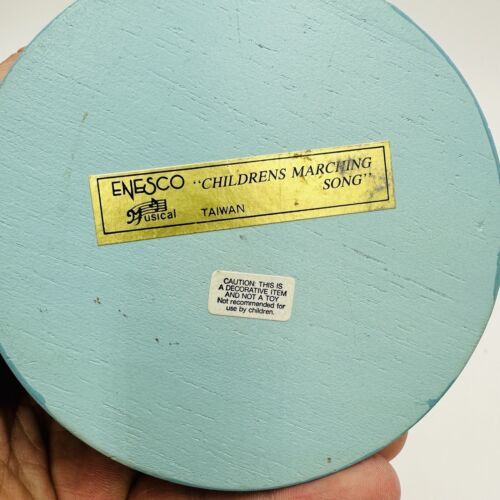 ENESCO "CHILDRENS MARCHING
SONG"
Musical TAIWAN
CAUTION: THIS IS
A DECORATIVE ITEM
AND NOT A TOY
Not recommended for
use by children.